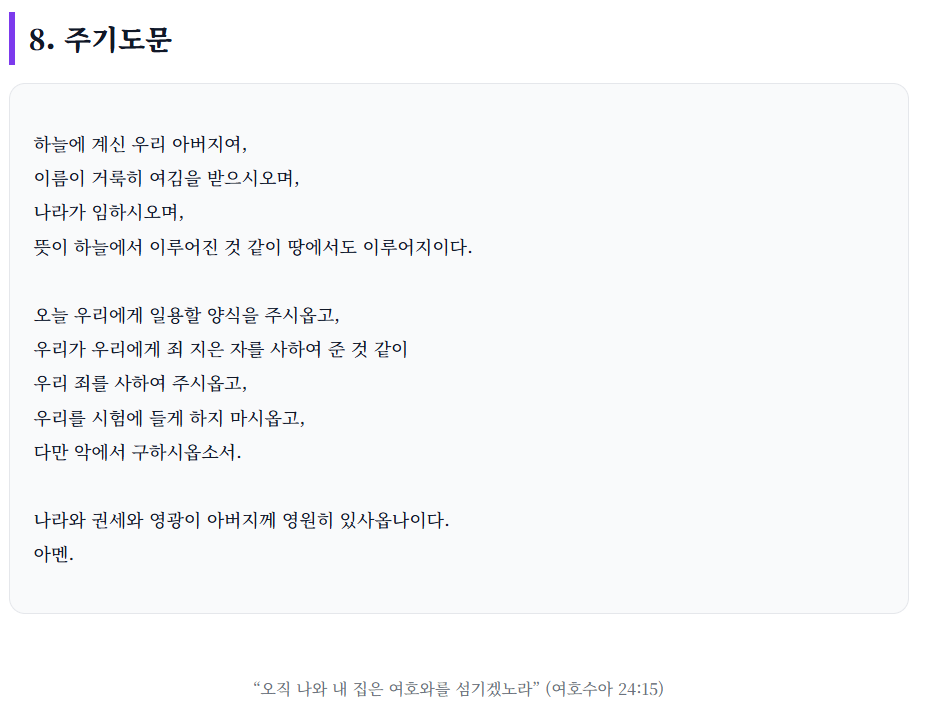 8. 주기도문
하늘에 계신 우리 아버지여,
이름이 거룩히 여김을 받으시오며,
나라가 임하시오며,
뜻이 하늘에서 이루어진 것 같이 땅에서도 이루어지이다.
오늘 우리에게 일용할 양식을 주시옵고,
우리가 우리에게 죄 지은 자를 사하여 준 것 같이
우리 죄를 사하여 주시옵고,
우리를 시험에 들게 하지 마시옵고,
다만 악에서 구하시옵소서.
나라와 권세와 영광이 아버지께 영원히 있사옵나이다.
아멘.
“오직 나와 내 집은 여호와를 섬기겠노라” (여호수아 24:15)